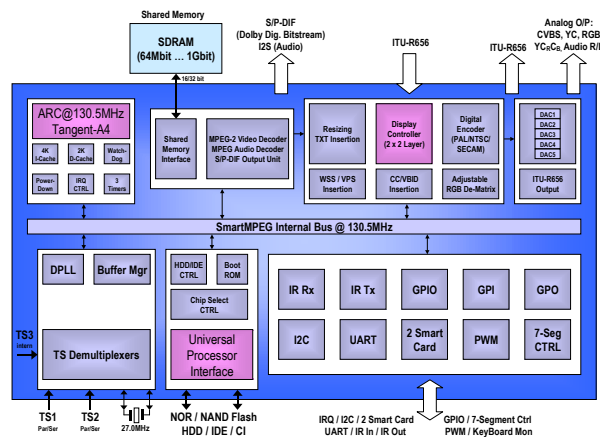 Shared Memory
SDRAM
(64Mbit ... 1Gbit)
16/32 bit
S/P-DIF
(Dolby Dig. Bitstream)
I2S (Audio)
ITU-R656
ITU-R656
Analog O/P:
CVBS, YC, RGB
YCRCB, Audio R/L
ARC@130.5MHz
Tangent-A4
4K
I-Cache
2K
D-Cache
Watch-
Dog
Power-
Down
IRQ
CTRL
3
Timers
Shared
Memory
Interface
MPEG-2 Video Decoder
MPEG Audio Decoder
S/P-DIF Output Unit
Resizing
TXT Insertion
Display
Controller
(2 x 2 Layer)
Digital
Encoder
(PAL/NTSC/
SECAM)
WSS / VPS
Insertion
CC/VBID
Insertion
Adjustable
RGB De-Matrix
DAC1
DAC2
DAC3
DAC4
DAC5
ITU-R656
Output
SmartMPEG Internal Bus @ 130.5MHz
DPLL
Buffer Mgr
TS Demultiplexers
HDD/IDE
CTRL
Boot
ROM
Chip Select
CTRL
Universal
Processor
Interface
IR Rx
IR Tx
GPIO
GPI
GPO
I2C
UART
2 Smart
Card
PWM
7-Seg
CTRL
TS3
intern
TS1
Par/Ser
TS2
Par/Ser
27.0MHz
NOR / NAND Flash
HDD / IDE / CI
IRQ / I2C / 2 Smart Card
UART / IR In / IR Out
GPIO / 7-Segment Ctrl
PWM / KeyBoard Mon